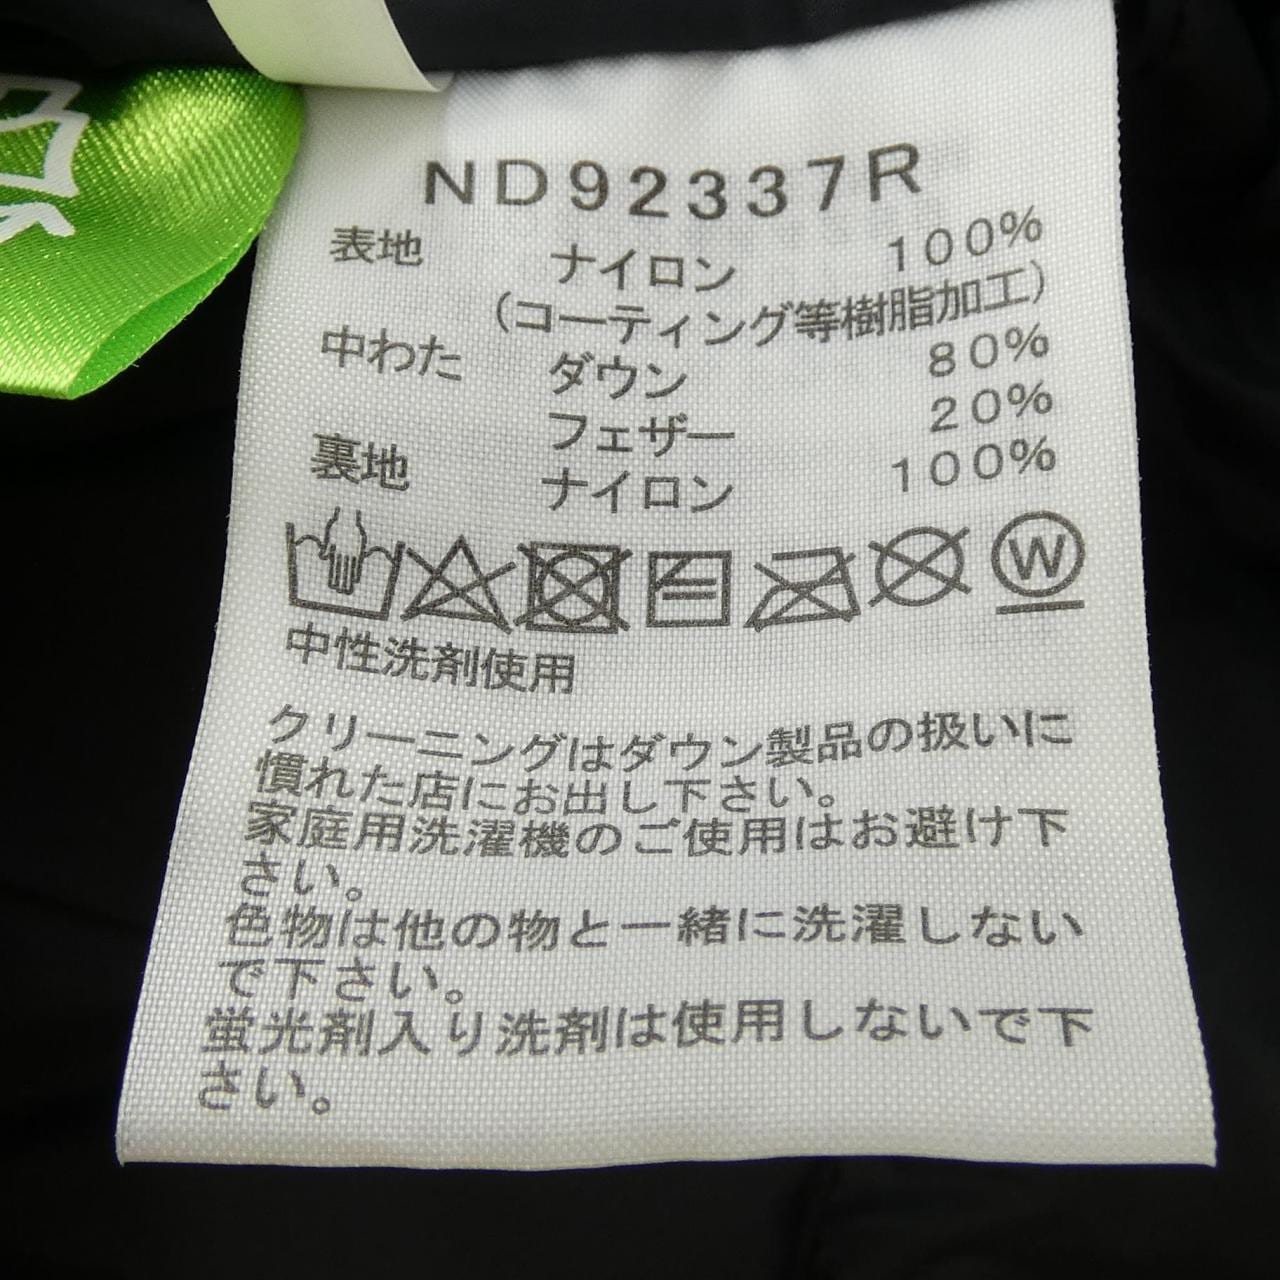 ND92337R
表地 ナイロン 100%
(コーティング等樹脂加工)
中わた ダウン 80%
フェザー 20%
裏地 ナイロン 100%
W
中性洗剤使用
クリーニングはダウン製品の扱いに
慣れた店にお出し下さい。
家庭用洗濯機のご使用はお避け下
さい。
色物は他の物と一緒に洗濯しない
で下さい。
蛍光剤入り洗剤は使用しないで下
さい。